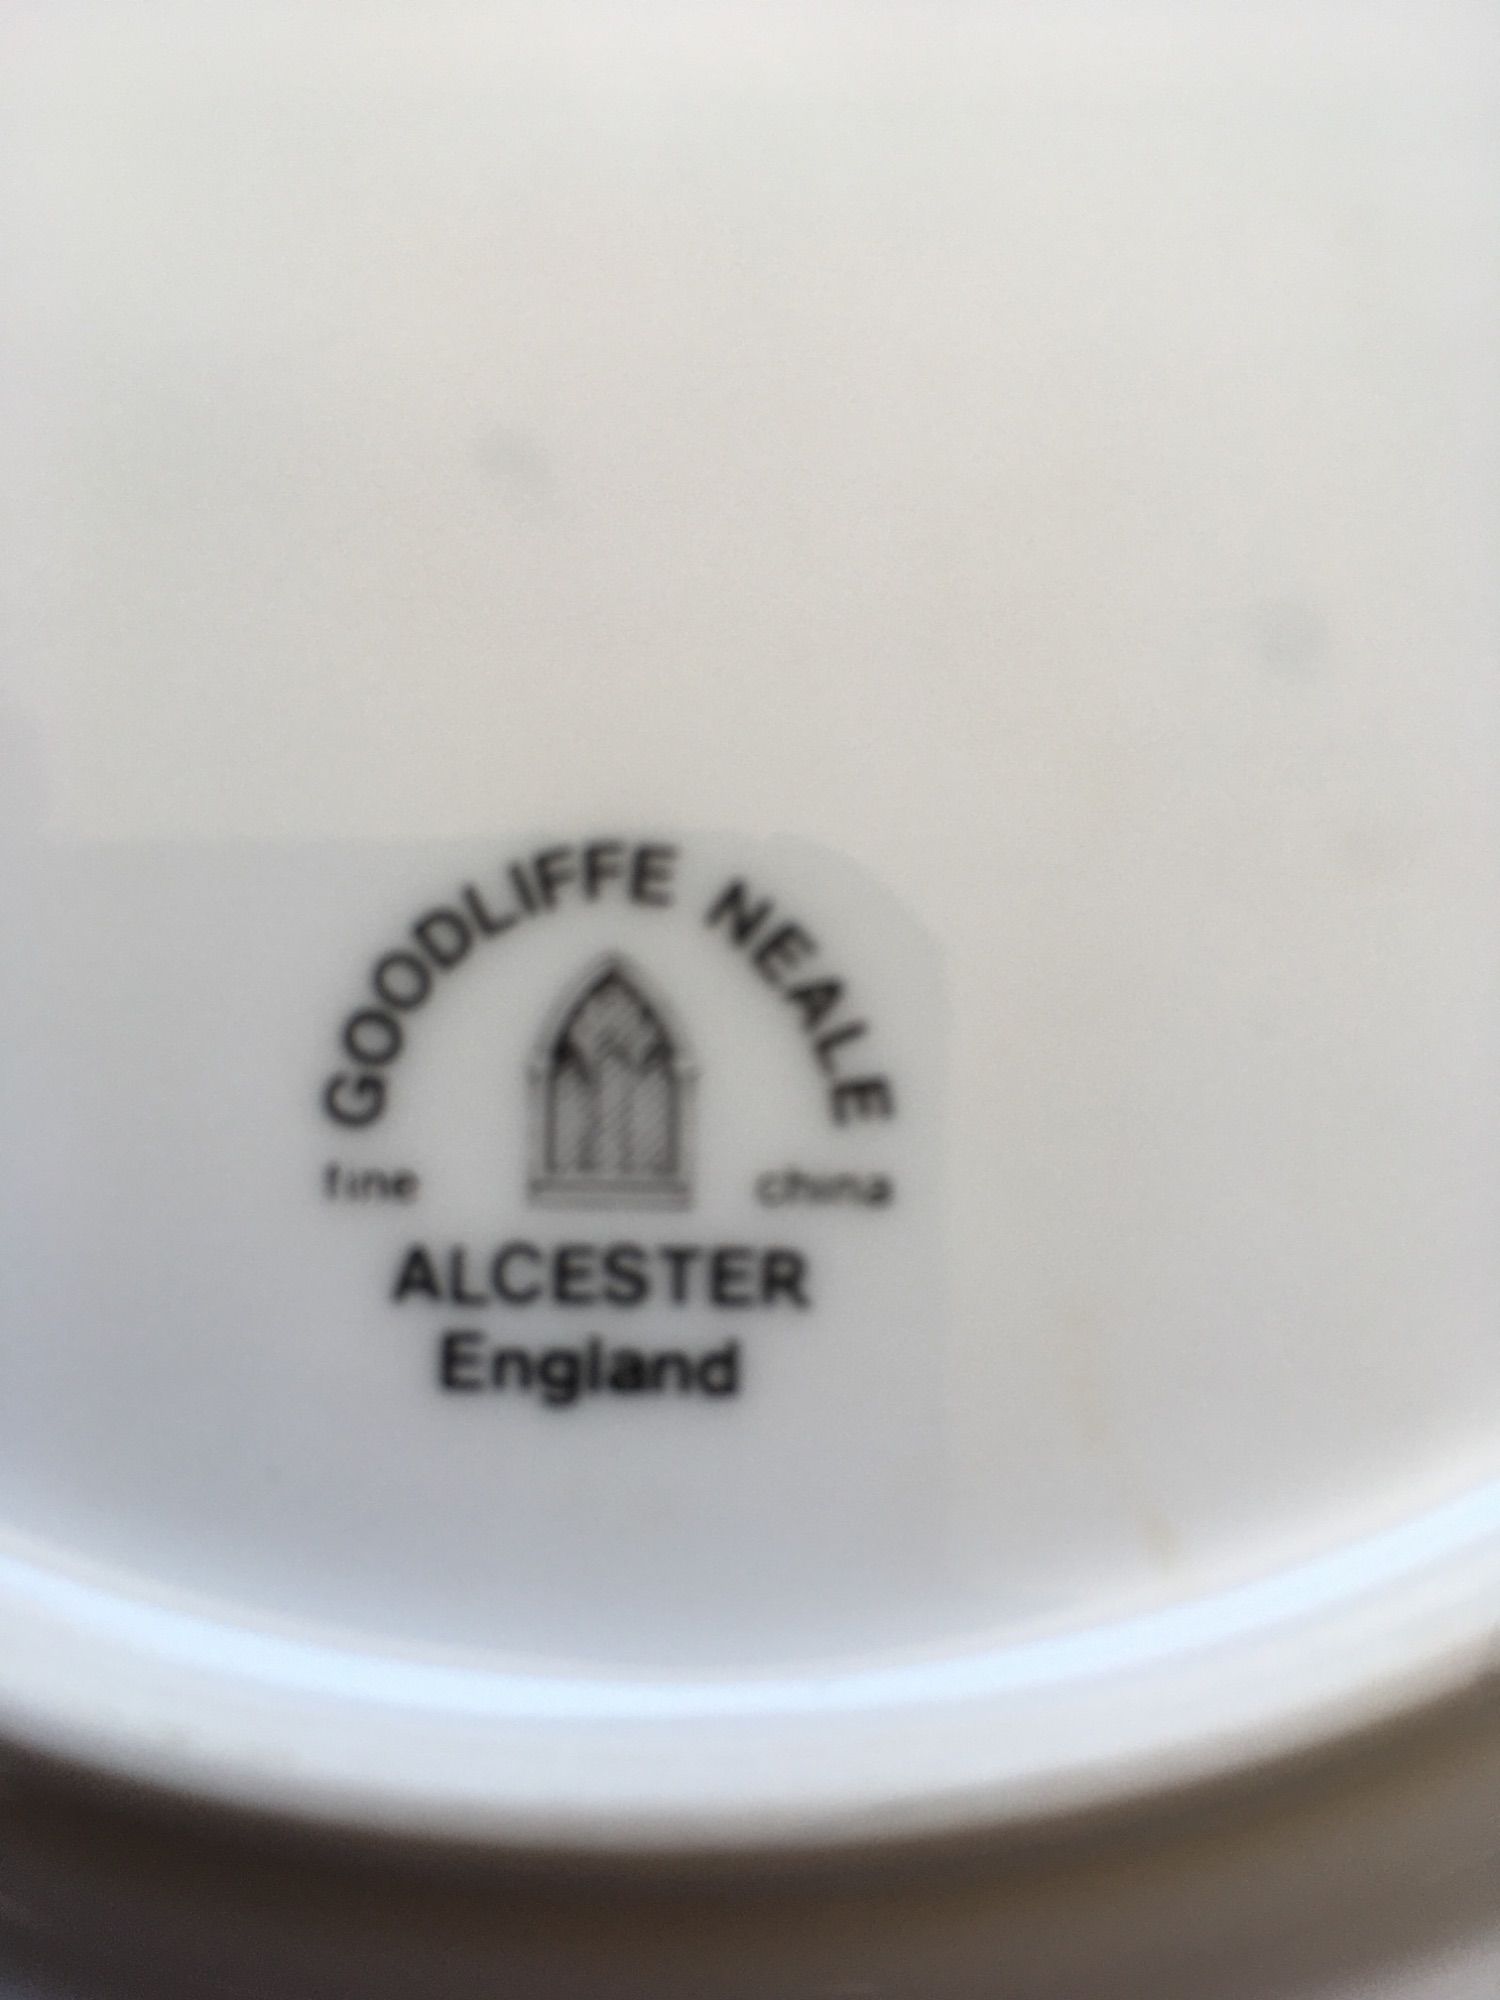 GOODLIFFE NEALE
fine china
ALCESTER
England